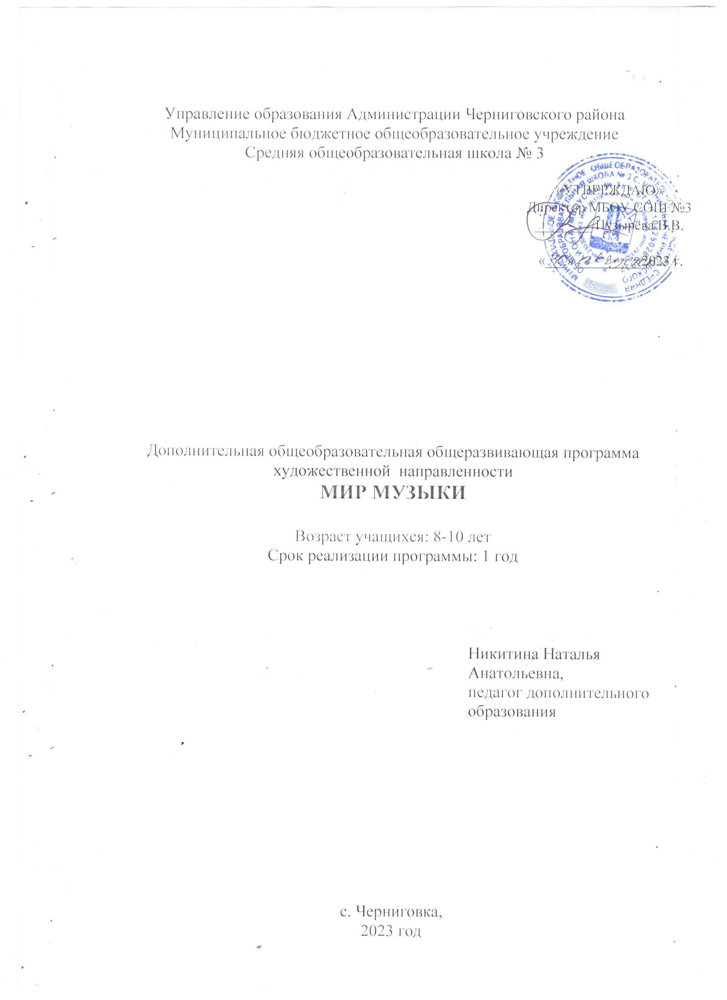 Управление образования Администрации Черниговского района
Муниципальное бюджетное общеобразовательное учреждение
Средняя общеобразовательная школа № 3
«УТВЕРЖДАЮ»
Директор МБОУ СОШ №3
Пузырёва В.В.
«30» августа 2023 г.
Дополнительная общеобразовательная общеразвивающая программа
художественной направленности
МИР МУЗЫКИ
Возраст учащихся: 8-10 лет
Срок реализации программы: 1 год
Никитина Наталья
Анатольевна,
педагог дополнительного
образования
с. Черниговка,
2023 год